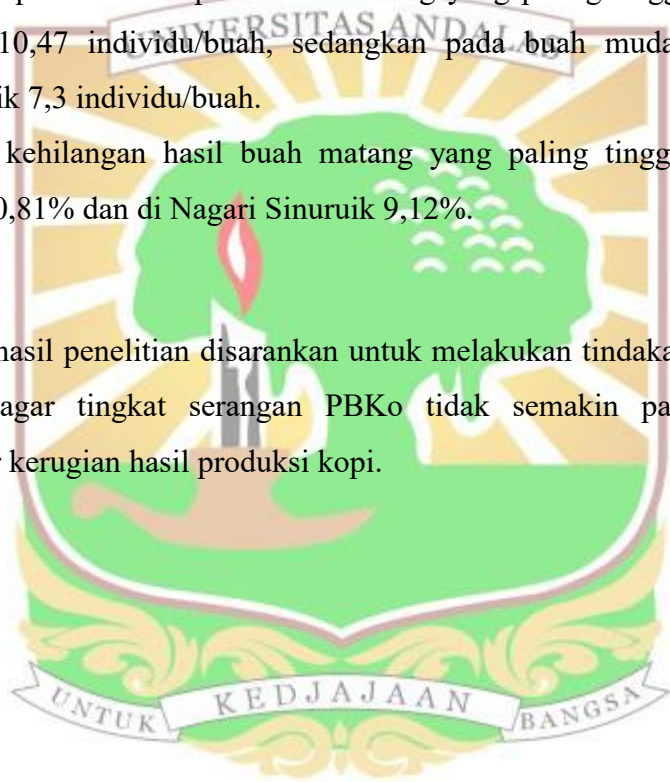 UNIVERSITAS ANDALAS
10,47 individu/buah, sedangkan pada buah muda
ik 7,3 individu/buah.
kehilangan hasil buah matang yang paling tingg
0,81% dan di Nagari Sinuruik 9,12%.
hasil penelitian disarankan untuk melakukan tindaka
agar tingkat serangan PBKo tidak semakin pa
kerugian hasil produksi kopi.
UNTUK KEDJAJAAN BANGSA